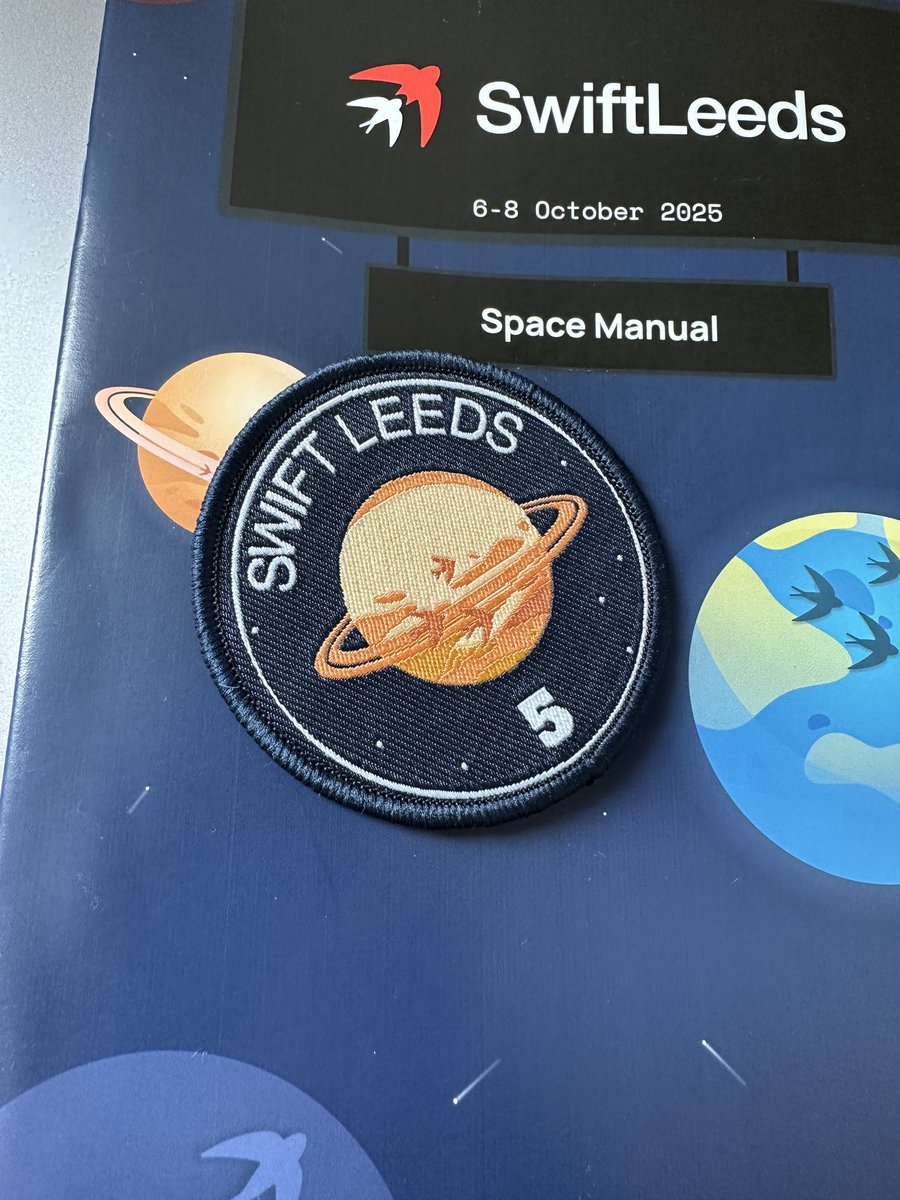 SwiftLeeds
6-8 October 2025
Space Manual
SWIFT LEEDS
5